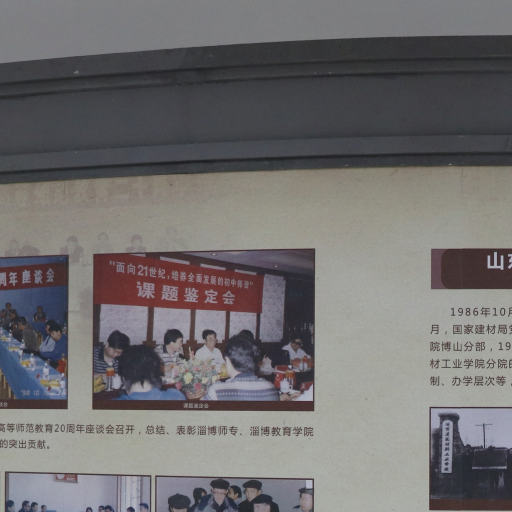 周年座谈会
"面向21世纪，培养全面发展的初中师资"
课题鉴定会
课题鉴定会
高等师范教育20周年座谈会召开，总结、表彰淄博师专、淄博教育学院
的突出贡献。
山东
1986年10月
月，国家建材局
院博山分部，19
材工业学院分院
制、办学层次等，